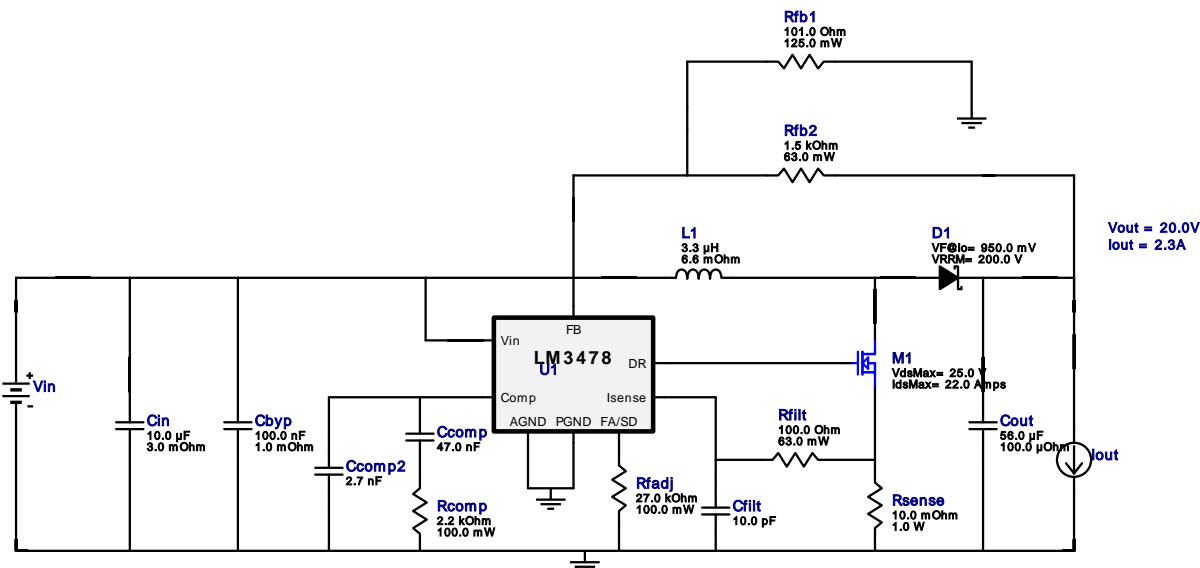 Rfb1
101.0 Ohm
125.0 mW
Rfb2
1.5 kOhm
63.0 mW
Vout = 20.0V
Iout = 2.3A
L1
3.3 µH
6.6 mOhm
D1
VF@Io= 950.0 mV
VRRM= 200.0 V
FB
Vin
LM3478
U1
DR
Comp
Isense
AGND PGND FA/SD
M1
VdsMax= 25.0 V
IdsMax= 22.0 Amps
+
Vin
-
Cin
10.0 µF
3.0 mOhm
Cbyp
100.0 nF
1.0 mOhm
Ccomp
47.0 nF
Ccomp2
2.7 nF
Rcomp
2.2 kOhm
100.0 mW
Rfadj
27.0 kOhm
100.0 mW
Rfilt
100.0 Ohm
63.0 mW
Cfilt
10.0 pF
Rsense
10.0 mOhm
1.0 W
Cout
56.0 µF
100.0 µOhm
Iout